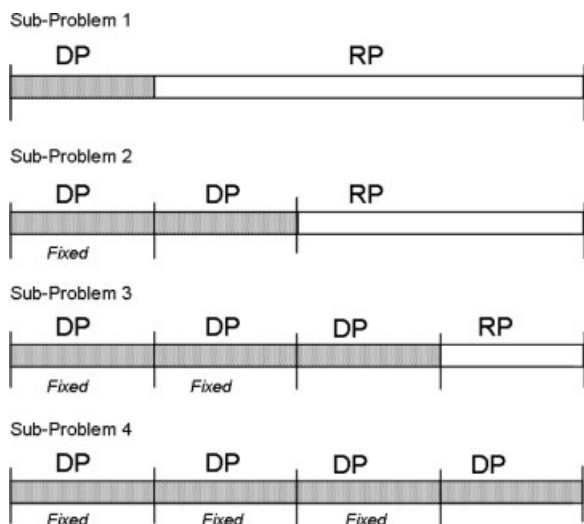 Sub-Problem 1
DP RP
Sub-Problem 2
DP DP RP
Fixed
Sub-Problem 3
DP DP DP RP
Fixed Fixed
Sub-Problem 4
DP DP DP DP
Fixed Fixed Fixed